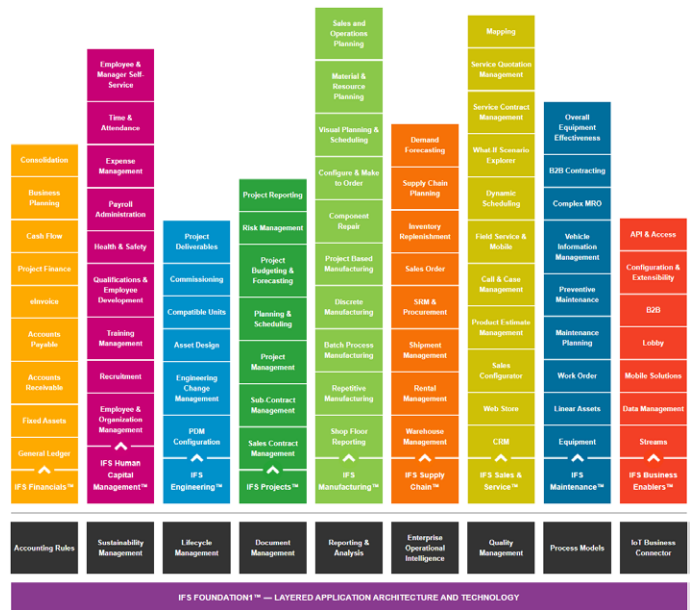 Consolidation
Business
Planning
Cash Flow
Project Finance
eInvoice
Accounts
Payable
Accounts
Receivable
Fixed Assets
General Ledger
IFS Financials™
Employee &
Manager Self-
Service
Time &
Attendance
Expense
Management
Payroll
Administration
Health & Safety
Qualifications &
Employee
Development
Training
Management
Recruitment
Employee &
Organization
Management
IFS Human
Capital
Management™
Project
Deliverables
Commissioning
Compatible Units
Asset Design
Engineering
Change
Management
PDM
Configuration
IFS
Engineering™
Project Reporting
Risk Management
Project
Budgeting &
Forecasting
Planning &
Scheduling
Project
Management
Sub-Contract
Management
Sales Contract
Management
IFS Projects™
Sales and
Operations
Planning
Material &
Resource
Planning
Visual Planning &
Scheduling
Configure & Make
to Order
Component
Repair
Project Based
Manufacturing
Discrete
Manufacturing
Batch Process
Manufacturing
Repetitive
Manufacturing
Shop Floor
Reporting
IFS
Manufacturing™
Demand
Forecasting
Supply Chain
Planning
Inventory
Replenishment
Sales Order
SRM &
Procurement
Shipment
Management
Rental
Management
Warehouse
Management
IFS Supply
Chain™
Mapping
Service Quotation
Management
Service Contract
Management
What-If Scenario
Explorer
Dynamic
Scheduling
Field Service &
Mobile
Call & Case
Management
Product Estimate
Management
Sales
Configurator
Web Store
CRM
IFS Sales &
Service™
Overall
Equipment
Effectiveness
B2B Contracting
Complex MRO
Vehicle
Information
Management
Preventive
Maintenance
Maintenance
Planning
Work Order
Linear Assets
Equipment
IFS
Maintenance™
API & Access
Configuration &
Extensibility
B2B
Lobby
Mobile Solutions
Data Management
Streams
IFS Business
Enablers™
Accounting Rules
Sustainability
Management
Lifecycle
Management
Document
Management
Reporting &
Analysis
Enterprise
Operational
Intelligence
Quality
Management
Process Models
IoT Business
Connector
IFS FOUNDATION1™ — LAYERED APPLICATION ARCHITECTURE AND TECHNOLOGY